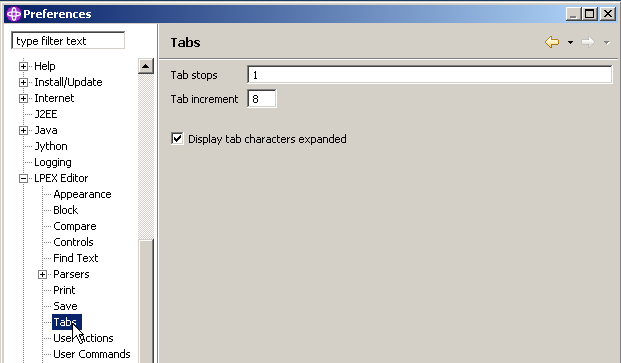 Preferences
type filter text
Help
Install/Update
Internet
J2EE
Java
Jython
Logging
LPEX Editor
Appearance
Block
Compare
Controls
Find Text
Parsers
Print
Save
Tabs
User Actions
User Commands
Tabs
Tab stops 1
Tab increment 8
Display tab characters expanded